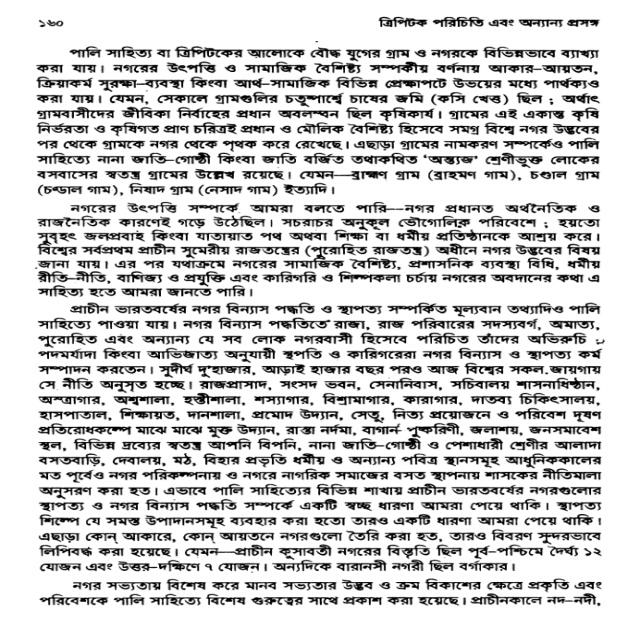 ১৬০ ত্রিপিটক পরিচিতি এবং অন্যান্য প্রসঙ্গ
পালি সাহিত্য বা ত্রিপিটকের আলোকে বৌদ্ধ যুগের গ্রাম ও নগরকে বিভিন্নভাবে ব্যাখ্যা
করা যায়। নগরের উৎপত্তি ও সামাজিক বৈশিষ্ট্য সম্পর্কীয় বর্ণনায় আকার-আয়তন,
ক্রিয়াকর্ম সুরক্ষা-ব্যবস্থা কিংবা আর্থ-সামাজিক বিভিন্ন প্রেক্ষাপটে উভয়ের মধ্যে পার্থক্যও
করা যায়। যেমন, সেকালে গ্রামগুলির চতুষ্পার্শ্বে চাষের জমি (কসি খেত্ত) ছিল ; অর্থাৎ
গ্রামবাসীদের জীবিকা নির্বাহের প্রধান অবলম্বন ছিল কৃষিকার্য। গ্রামের এই একান্ত কৃষি
নির্ভরতা ও কৃষিগত প্রাণ চরিত্রই প্রধান ও মৌলিক বৈশিষ্ট্য হিসেবে সমগ্র বিশ্বে নগর উদ্ভবের
পর থেকে গ্রামকে নগর থেকে পৃথক করে রেখেছে। এছাড়া গ্রামের নামকরণ সম্পর্কেও পালি
সাহিত্যে নানা জাতি-গোষ্ঠী কিংবা জাতি বর্জিত তথাকথিত 'অন্ত্যজ' শ্রেণীভুক্ত লোকের
বসবাসের স্বতন্ত্র গ্রামের উল্লেখ রয়েছে। যেমন—ব্রাহ্মণ গ্রাম (ব্রাহমণ গাম), চণ্ডাল গ্রাম
(চণ্ডাল গাম), নিষাদ গ্রাম (নেসাদ গাম) ইত্যাদি।
নগরের উৎপত্তি সম্পর্কে আমরা বলতে পারি—নগর প্রধানত অর্থনৈতিক ও
রাজনৈতিক কারণেই গড়ে উঠেছিল। সচরাচর অনুকূল ভৌগোলিক পরিবেশে ; হয়তো
সুবৃহৎ জলপ্রবাহ কিংবা যাতায়াত পথ অথবা শিক্ষা বা ধর্মীয় প্রতিষ্ঠানকে আশ্রয় করে।
বিশ্বের সর্বপ্রথম প্রাচীন সুমেরীয় রাজতন্ত্রের (পুরোহিত রাজতন্ত্র) অধীনে নগর উদ্ভবের বিষয়
জানা যায়। এর পর যথাক্রমে নগরের সামাজিক বৈশিষ্ট্য, প্রশাসনিক ব্যবস্থা বিধি, ধর্মীয়
রীতি-নীতি, বাণিজ্য ও প্রযুক্তি এবং কারিগরি ও শিল্পকলা চর্চায় নগরের অবদানের কথা এ
সাহিত্য হতে আমরা জানতে পারি।
প্রাচীন ভারতবর্ষের নগর বিন্যাস পদ্ধতি ও স্থাপত্য সম্পর্কিত মূল্যবান তথ্যাদিও পালি
সাহিত্যে পাওয়া যায়। নগর বিন্যাস পদ্ধতিতে রাজা, রাজ পরিবারের সদস্যবর্গ, অমাত্য,
পুরোহিত এবং অন্যান্য যে সব লোক নগরবাসী হিসেবে পরিচিত তাঁদের অভিরুচি ,
পদমর্যাদা কিংবা আভিজাত্য অনুযায়ী স্থপতি ও কারিগরেরা নগর বিন্যাস ও স্থাপত্য কর্ম
সম্পাদন করতেন। সুদীর্ঘ দু'হাজার, আড়াই হাজার বছর পরও আজ বিশ্বের সকল জায়গায়
সে নীতি অনুসৃত হচ্ছে। রাজপ্রাসাদ, সংসদ ভবন, সেনানিবাস, সচিবালয় শাসনাধিষ্ঠান,
অস্ত্রাগার, অশ্বশালা, হস্তীশালা, শস্যাগার, বিশ্রামাগার, কারাগার, দাতব্য চিকিৎসালয়,
হাসপাতাল, শিক্ষায়ত, দানশালা, প্রমোদ উদ্যান, সেতু, নিত্য প্রয়োজনে ও পরিবেশ দূষণ
প্রতিরোধকল্পে মাঝে মাঝে মুক্ত উদ্যান, রাস্তা নর্দমা, বাগান পুষ্করিণী, জলাশয়, জনসমাবেশ
স্থল, বিভিন্ন দ্রব্যের স্বতন্ত্র আপনি বিপনি, নানা জাতি-গোষ্ঠী ও পেশাধারী শ্রেণীর আলাদা
বসতবাড়ি, দেবালয়, মঠ, বিহার প্রভৃতি ধর্মীয় ও অন্যান্য পবিত্র স্থানসমূহ আধুনিককালের
মত পূর্বেও নগর পরিকল্পনায় ও নগরে নাগরিক সমাজের বসত স্থাপনায় শাসকের নীতিমালা
অনুসরণ করা হত। এভাবে পালি সাহিত্যের বিভিন্ন শাখায় প্রাচীন ভারতবর্ষের নগরগুলোর
স্থাপত্য ও নগর বিন্যাস পদ্ধতি সম্পর্কে একটি স্বচ্ছ ধারণা আমরা পেয়ে থাকি। স্থাপত্য
শিল্পে যে সমস্ত উপাদানসমূহ ব্যবহার করা হতো তারও একটি ধারণা আমরা পেয়ে থাকি।
এছাড়া কোন্ আকারে, কোন্ আয়তনে নগরগুলো তৈরি করা হত, তারও বিবরণ সুন্দরভাবে
লিপিবদ্ধ করা হয়েছে। যেমন—প্রাচীন কুসাবতী নগরের বিস্তৃতি ছিল পূর্ব-পশ্চিমে দৈর্ঘ্য ১২
যোজন এবং উত্তর-দক্ষিণে ৭ যোজন। অন্যদিকে বারানসী নগরী ছিল বর্গাকার।
নগর সভ্যতায় বিশেষ করে মানব সভ্যতার উদ্ভব ও ক্রম বিকাশের ক্ষেত্রে প্রকৃতি এবং
পরিবেশকে পালি সাহিত্যে বিশেষ গুরুত্বের সাথে প্রকাশ করা হয়েছে। প্রাচীনকালে নদ-নদী,